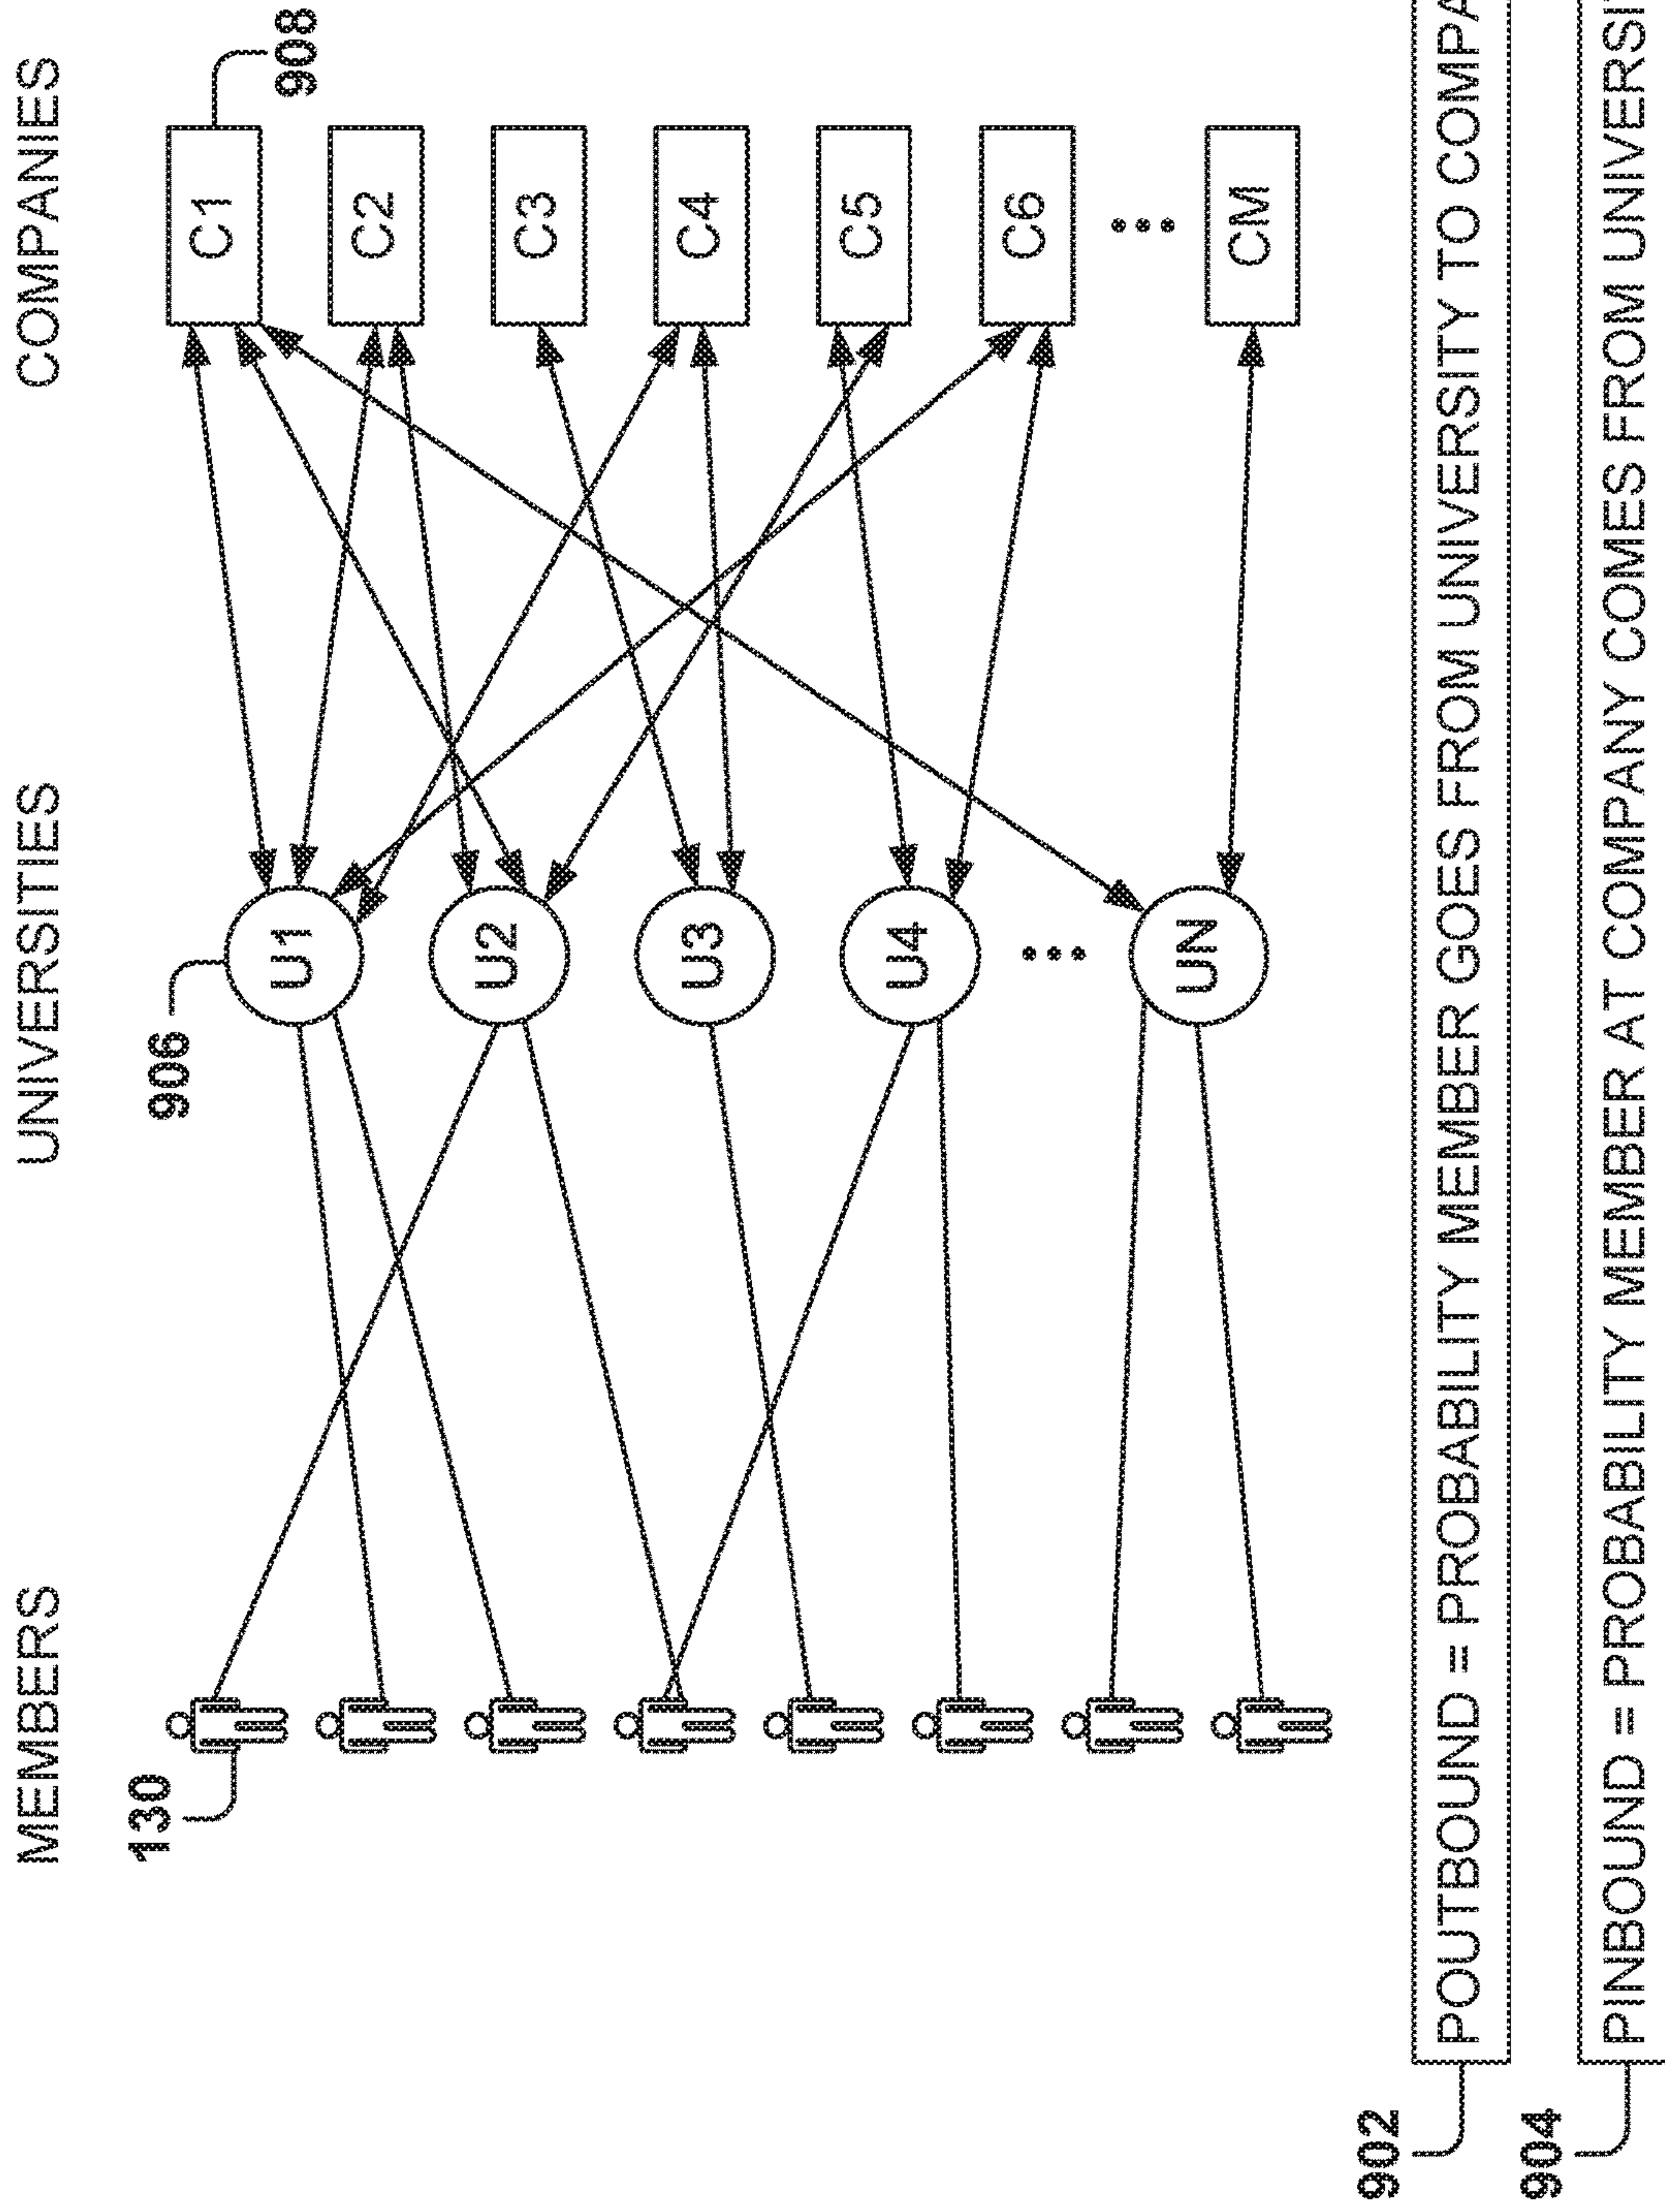 MEMBERS
UNIVERSITIES
COMPANIES
130
906
908
U1
U2
U3
U4
UN
C1
C2
C3
C4
C5
C6
CM
902
POUTBOUND = PROBABILITY MEMBER GOES FROM UNIVERSITY TO COMPA
904
PINBOUND = PROBABILITY MEMBER AT COMPANY COMES FROM UNIVERSI